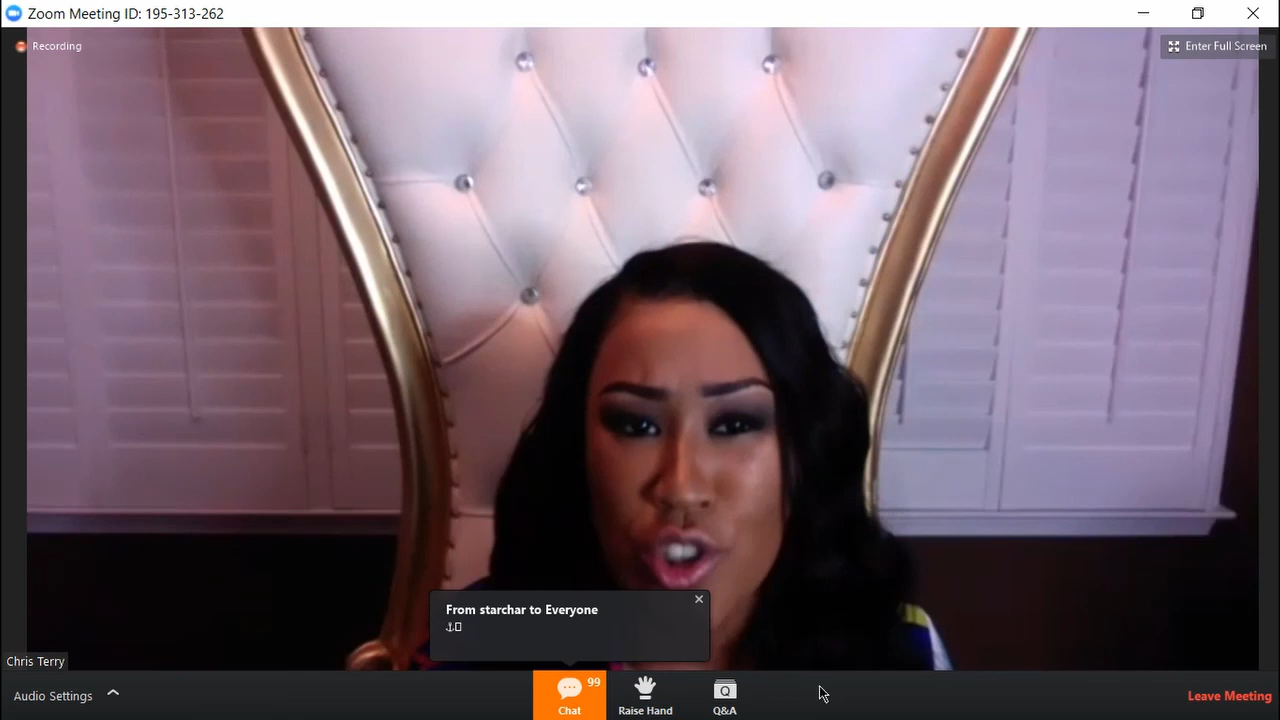 Zoom Meeting ID: 195-313-262
Recording
Enter Full Screen
From starchar to Everyone
⚓
Chris Terry
Audio Settings
Chat
99
Raise Hand
Q&A
Leave Meeting